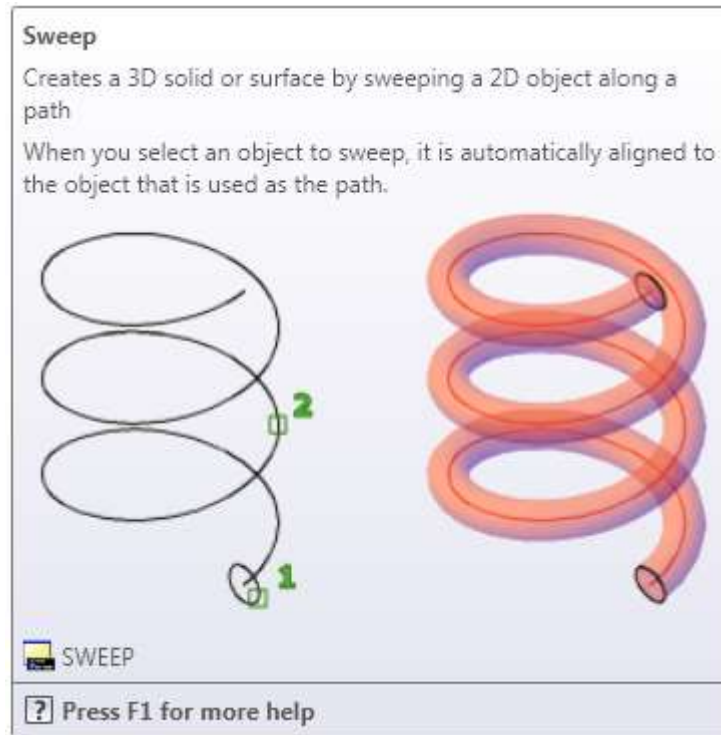 Sweep
Creates a 3D solid or surface by sweeping a 2D object along a
path
When you select an object to sweep, it is automatically aligned to
the object that is used as the path.
2
1
SWEEP
? Press F1 for more help